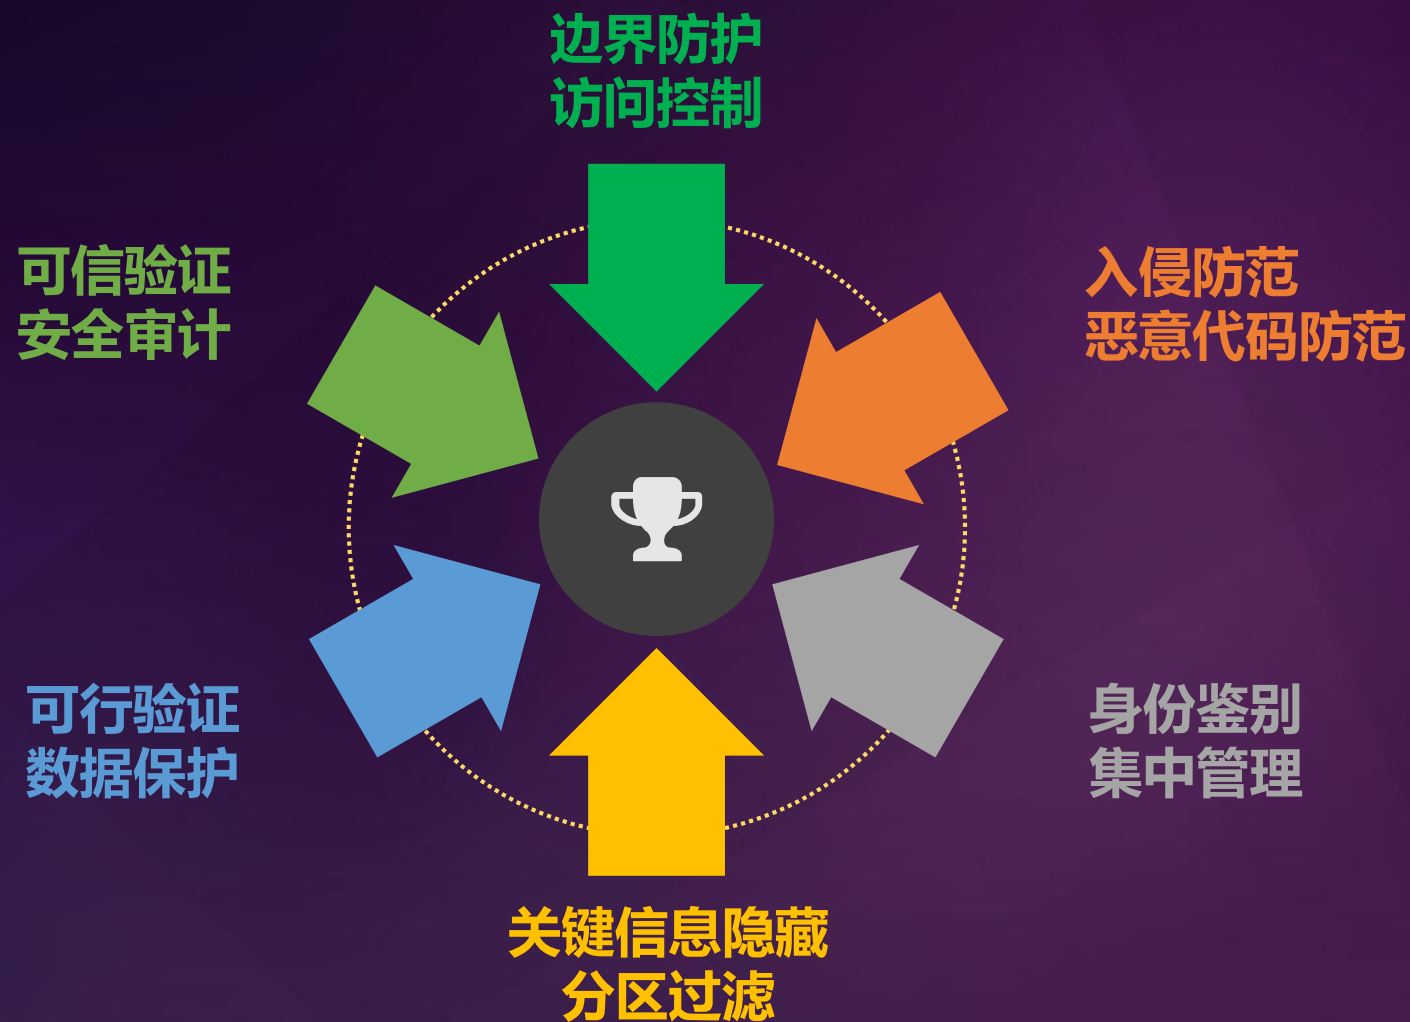 边界防护
访问控制
可信验证
安全审计
入侵防范
恶意代码防范
可行验证
数据保护
身份鉴别
集中管理
关键信息隐藏
分区过滤